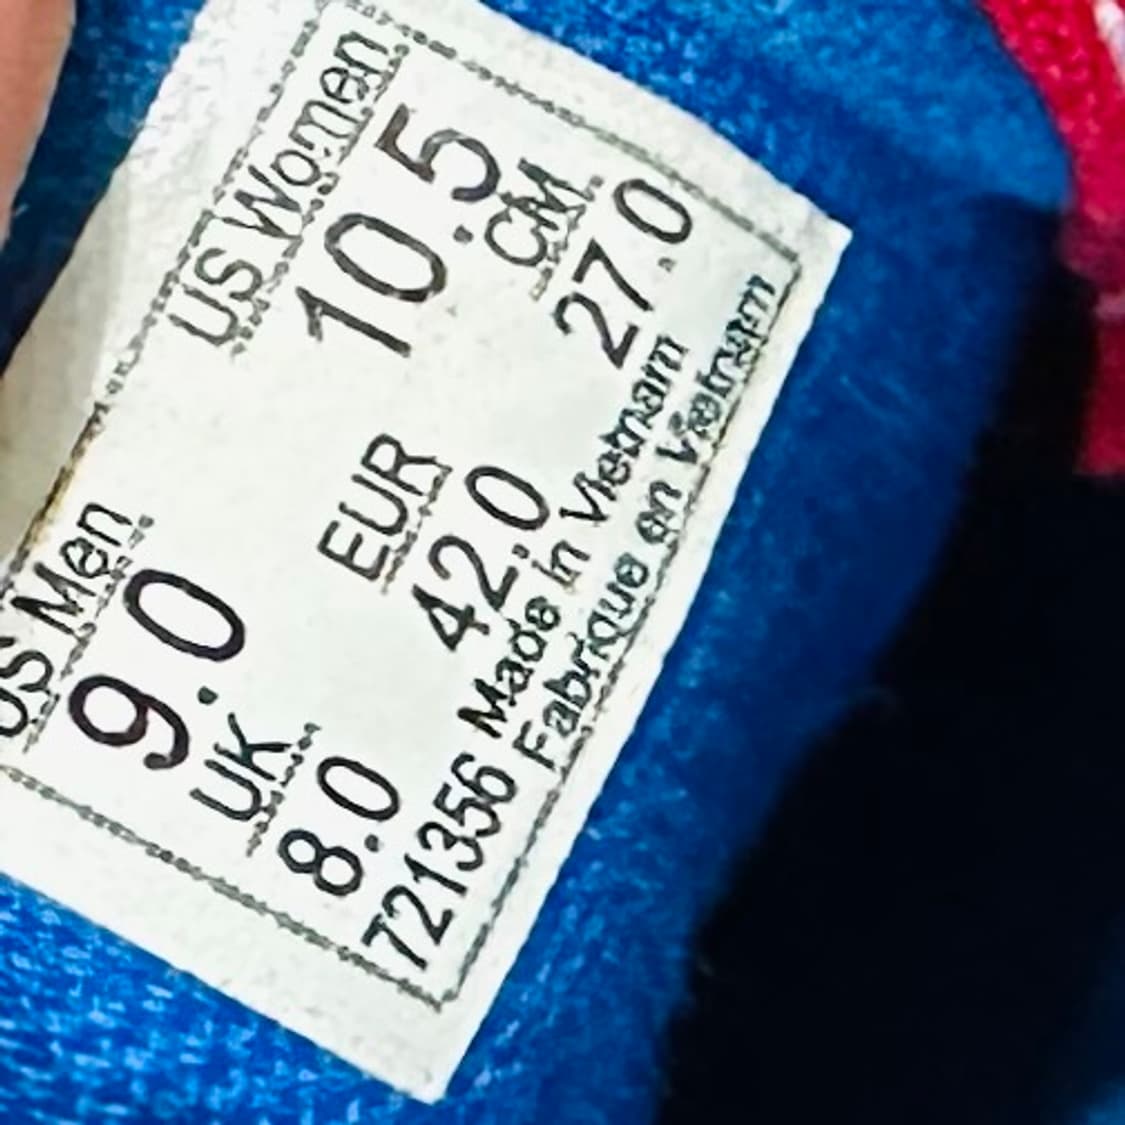 US Men US Women
9.0 10.5
UK EUR CM
8.0 42.0 27.0
721356 Made in Vietnam
Fabrique en Vietnam